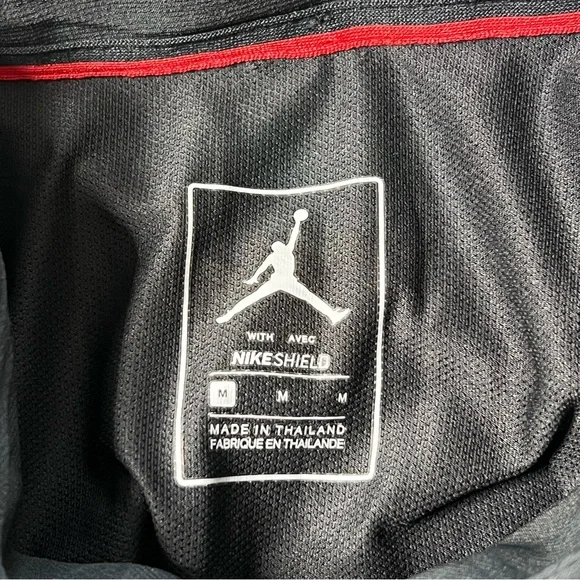 WITH AVEC
NIKESHIELD
M M M
MADE IN THAILAND
FABRIQUE EN THAILANDE